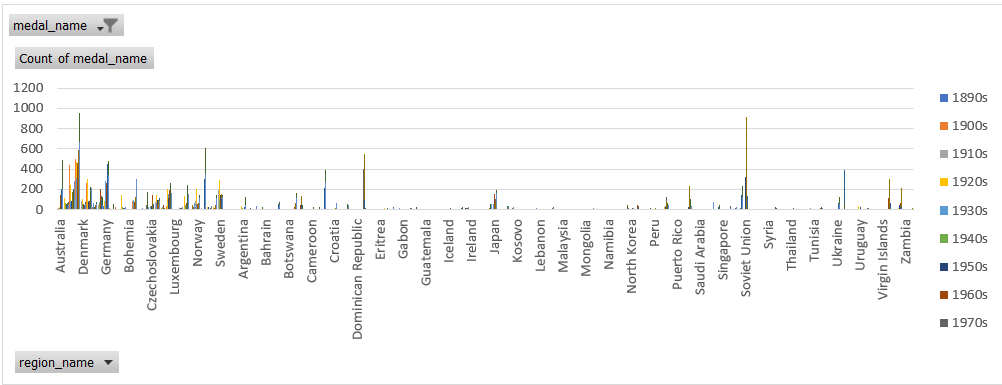 medal_name
Count of medal_name
1200
1000
800
600
400
200
0
Australia
Denmark
Germany
Bohemia
Czechoslovakia
Luxembourg
Norway
Sweden
Argentina
Bahrain
Botswana
Cameroon
Croatia
Dominican Republic
Eritrea
Gabon
Guatemala
Iceland
Ireland
Japan
Kosovo
Lebanon
Malaysia
Mongolia
Namibia
North Korea
Peru
Puerto Rico
Saudi Arabia
Singapore
Soviet Union
Syria
Thailand
Tunisia
Ukraine
Uruguay
Virgin Islands
Zambia
1890s
1900s
1910s
1920s
1930s
1940s
1950s
1960s
1970s
region_name